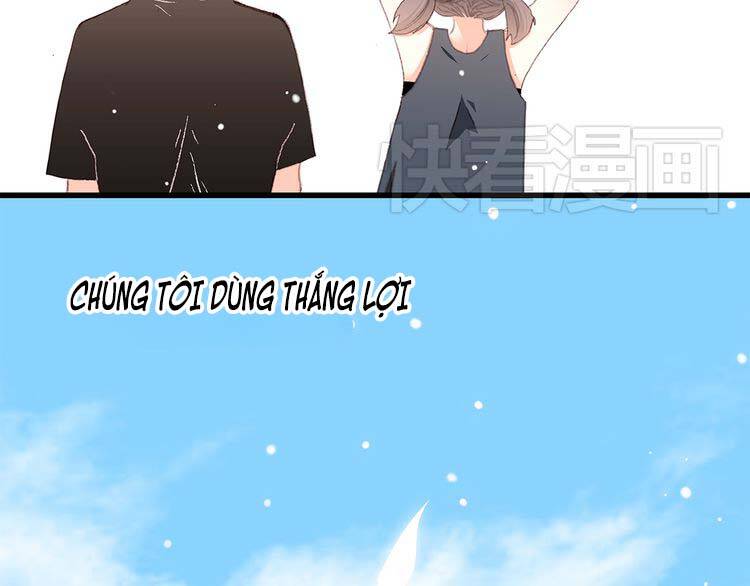 快看漫画
CHÚNG TÔI DÙNG THẮNG LỢI